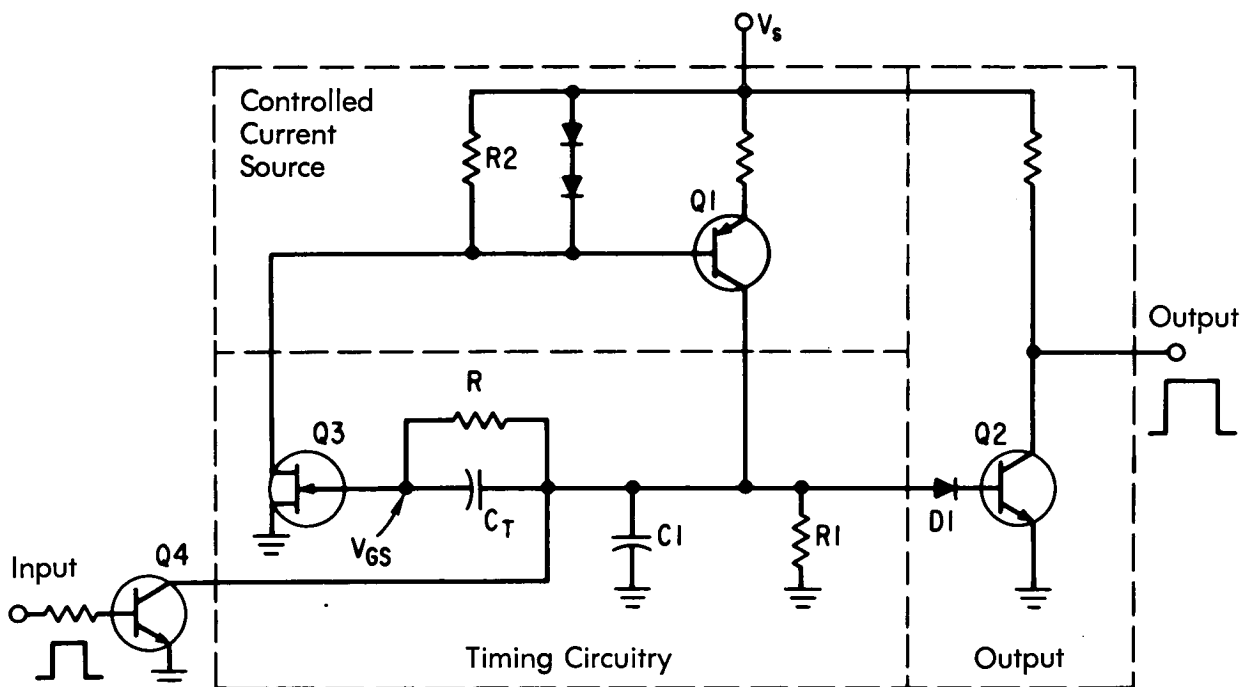 Vs
Controlled
Current
Source
R2
Q1
Output
R
Q3
Q2
CT
D1
VGS
C1
R1
Q4
Input
Timing Circuitry
Output